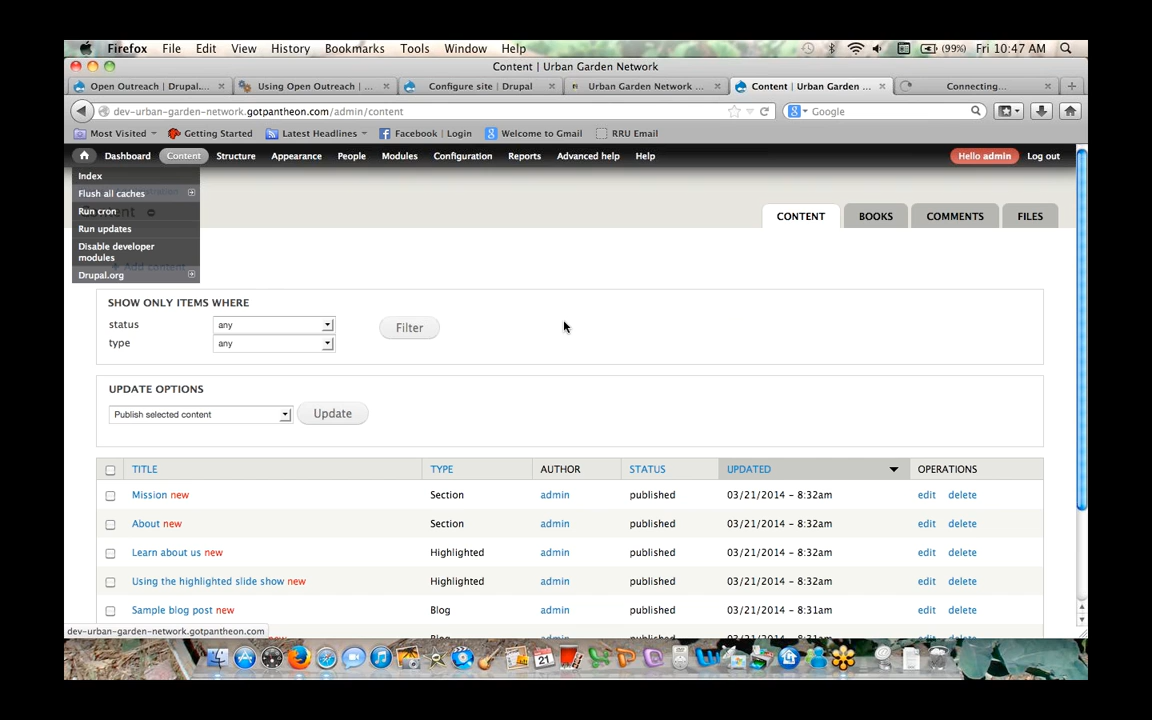 Firefox File Edit View History Bookmarks Tools Window Help (99%) Fri 10:47 AM
Content | Urban Garden Network
Open Outreach | Drupal... Using Open Outreach | ... Configure site | Drupal Urban Garden Network ... Content | Urban Garden ... Connecting...
dev-urban-garden-network.gotpantheon.com/admin/content Google
Most Visited Getting Started Latest Headlines Facebook | Login Welcome to Gmail RRU Email
Dashboard Content Structure Appearance People Modules Configuration Reports Advanced help Help Hello admin Log out
Index
Flush all caches
Run cron
Run updates
Disable developer
modules
Drupal.org
Content
Add content
CONTENT BOOKS COMMENTS FILES
SHOW ONLY ITEMS WHERE
status any
type any
Filter
UPDATE OPTIONS
Publish selected content Update
TITLE TYPE AUTHOR STATUS UPDATED OPERATIONS
Mission new Section admin published 03/21/2014 - 8:32am edit delete
About new Section admin published 03/21/2014 - 8:32am edit delete
Learn about us new Highlighted admin published 03/21/2014 - 8:32am edit delete
Using the highlighted slide show new Highlighted admin published 03/21/2014 - 8:32am edit delete
Sample blog post new Blog admin published 03/21/2014 - 8:31am edit delete
dev-urban-garden-network.gotpantheon.com
21